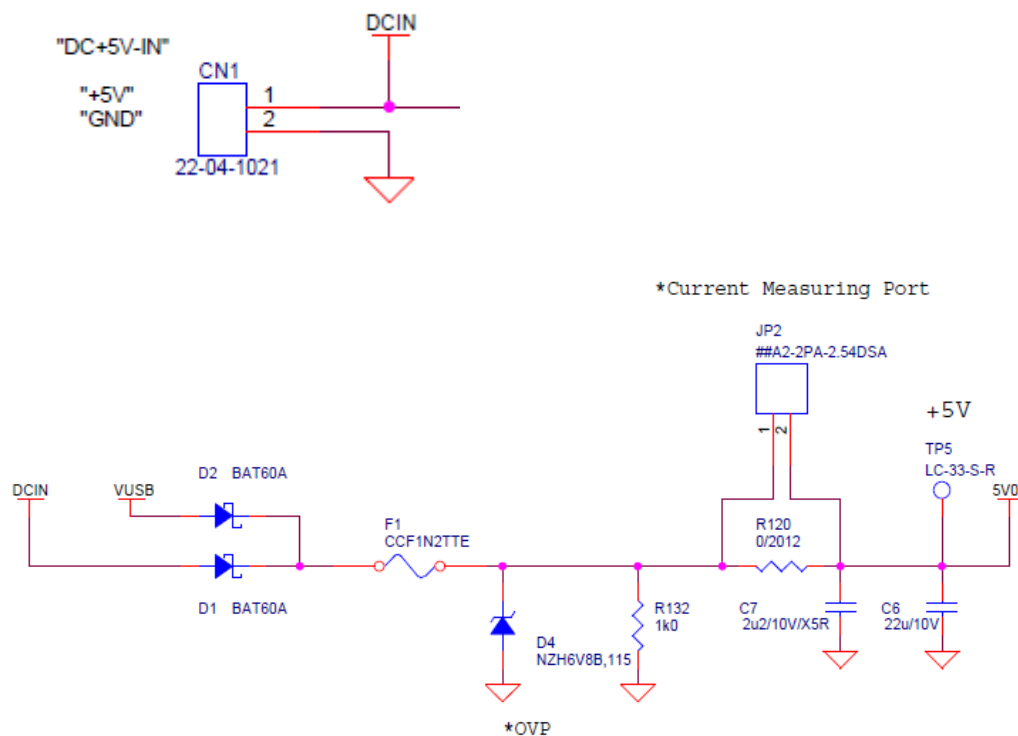 DCIN
"DC+5V-IN"
CN1
"+5V"
1
"GND"
2
22-04-1021
*Current Measuring Port
JP2
##A2-2PA-2.54DSA
1
2
+5V
TP5
LC-33-S-R
D2 BAT60A
DCIN
VUSB
5V0
F1
CCF1N2TTE
R120
0/2012
D1 BAT60A
R132
1k0
C7
2u2/10V/X5R
C6
22u/10V
D4
NZH6V8B,115
*OVP